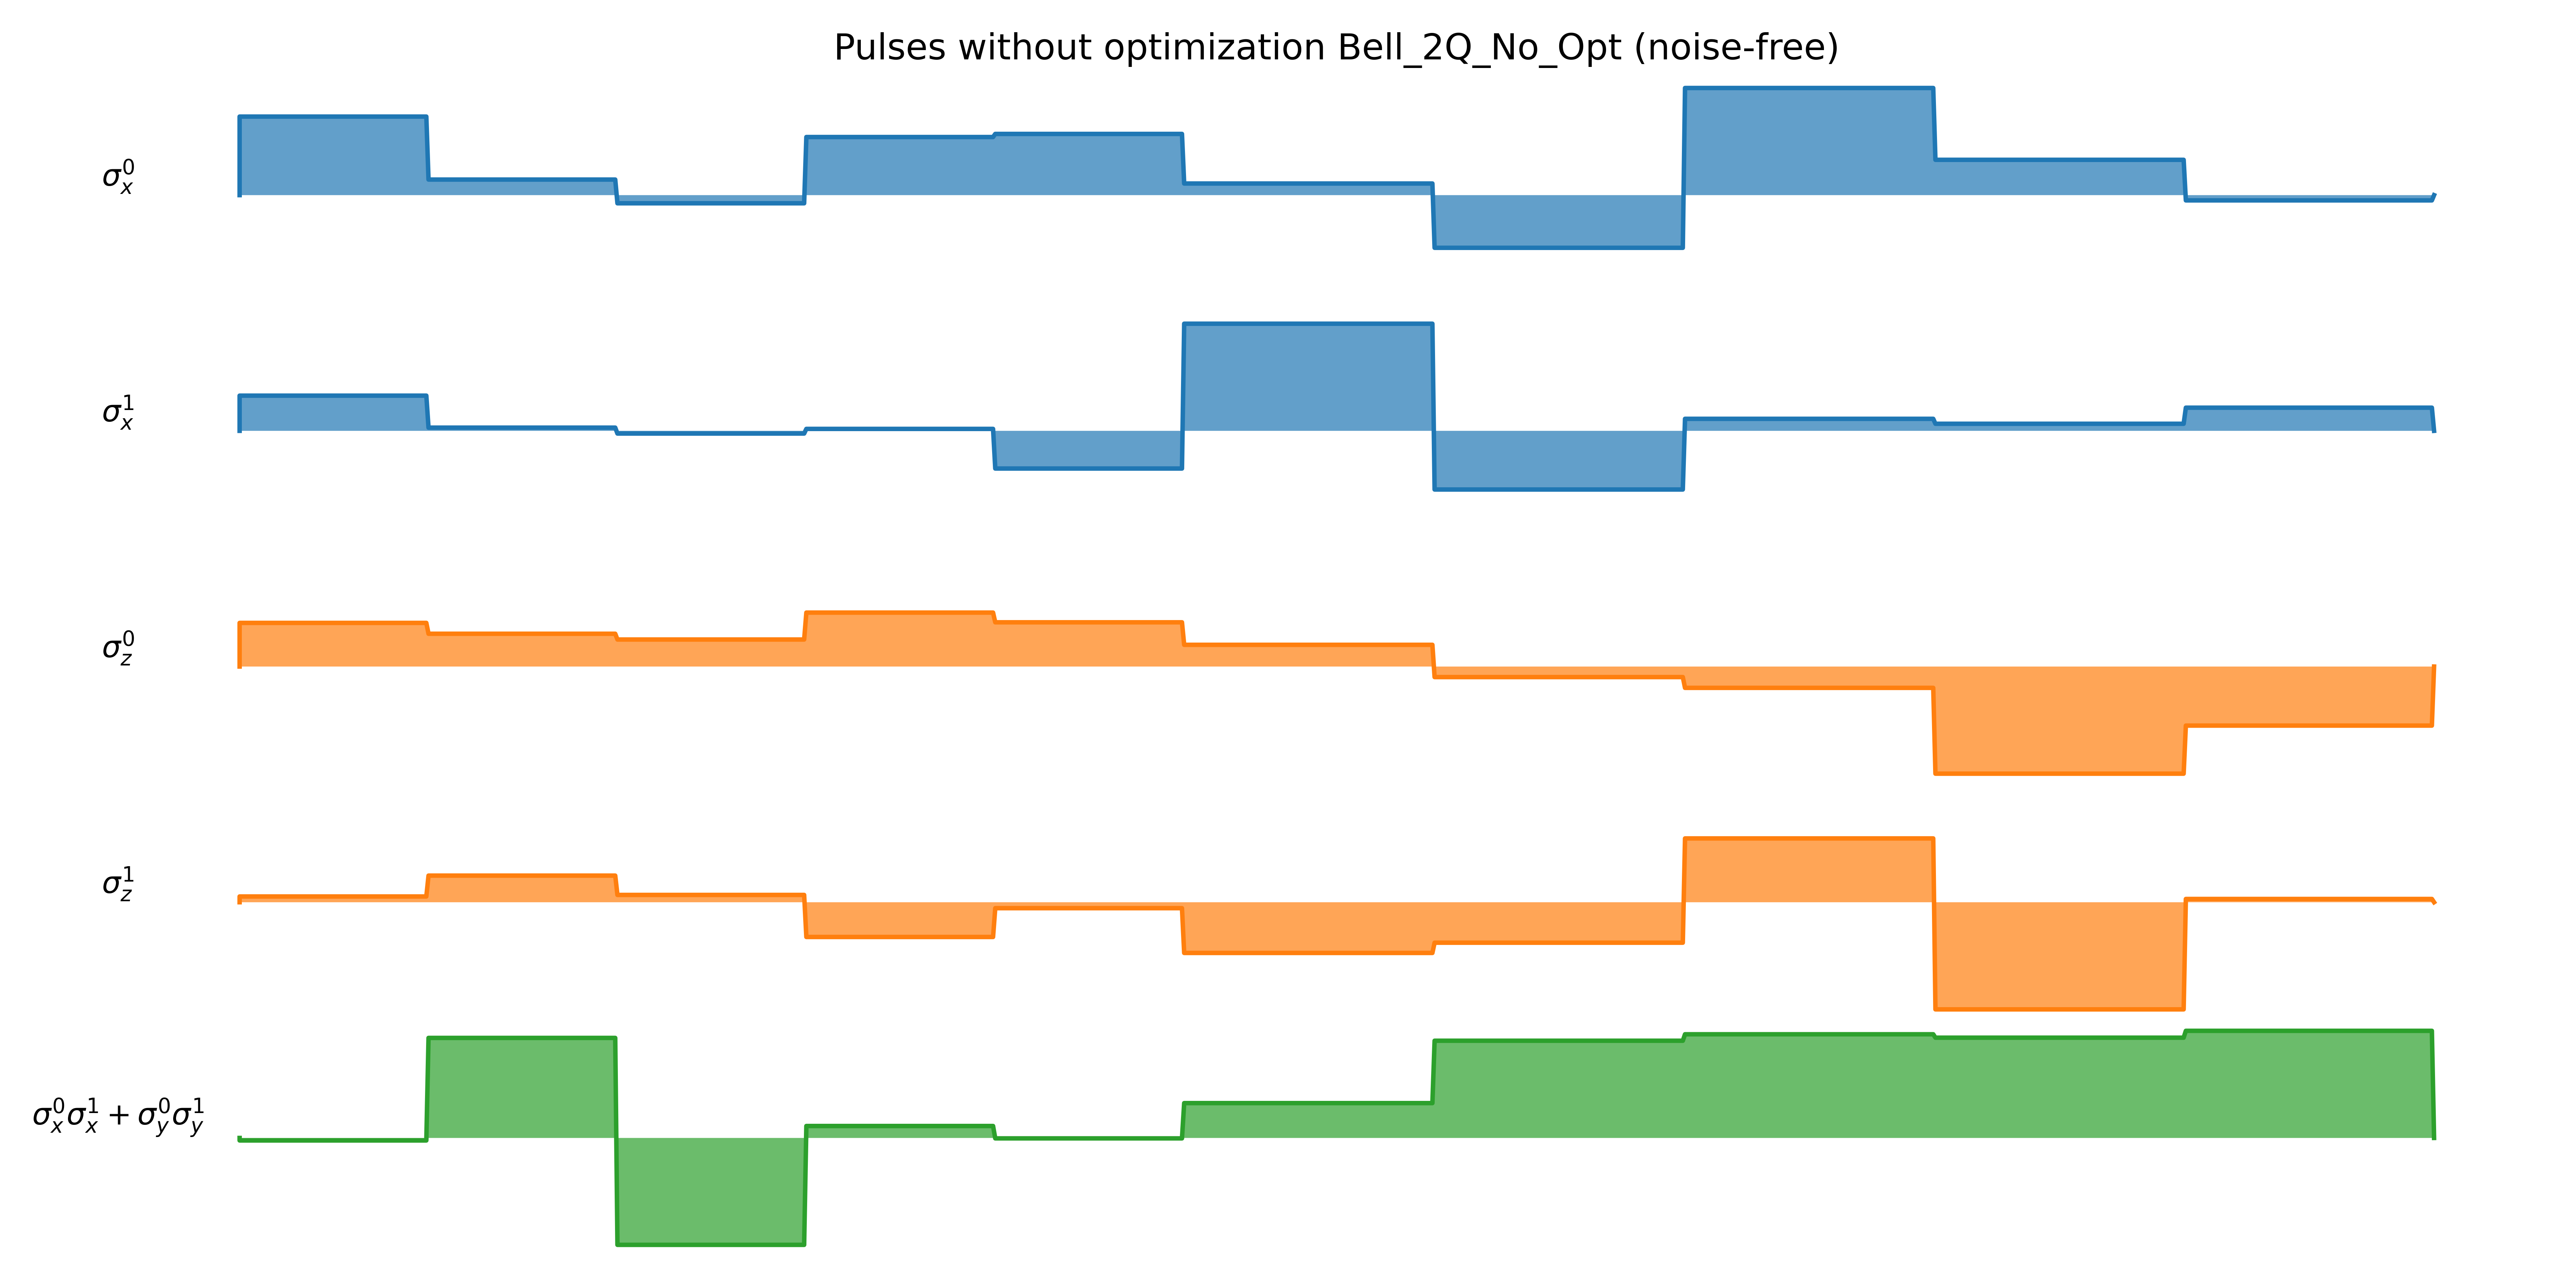 Pulses without optimization Bell_2Q_No_Opt (noise-free)
σ_x^0
σ_x^1
σ_z^0
σ_z^1
σ_x^0σ_x^1 + σ_y^0σ_y^1